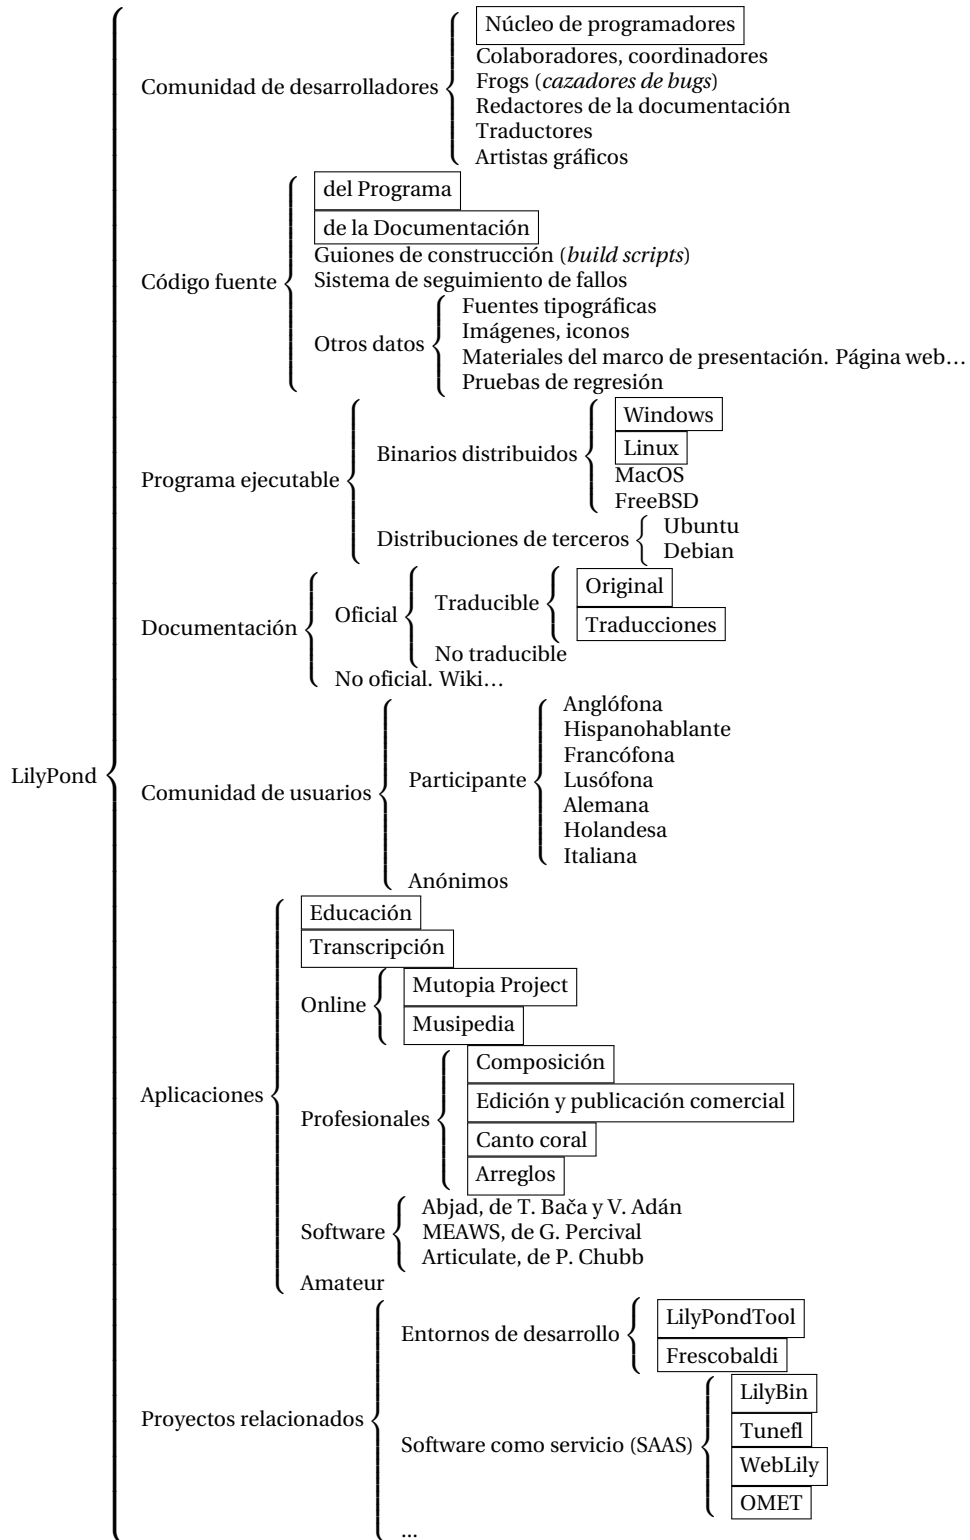 Núcleo de programadores
Colaboradores, coordinadores
Comunidad de desarrolladores
Frogs (cazadores de bugs)
Redactores de la documentación
Traductores
Artistas gráficos
del Programa
de la Documentación
Guiones de construcción (build scripts)
Código fuente
Sistema de seguimiento de fallos
Fuentes tipográficas
Imágenes, iconos
Otros datos
Materiales del marco de presentación. Página web…
Pruebas de regresión
Windows
Linux
Binarios distribuidos
MacOS
Programa ejecutable
FreeBSD
Ubuntu
Distribuciones de terceros
Debian
Original
Traducible
Oficial
Traducciones
Documentación
No traducible
No oficial. Wiki…
Anglófona
Hispanohablante
Francófona
LilyPond
Participante
Lusófona
Comunidad de usuarios
Alemana
Holandesa
Italiana
Anónimos
Educación
Transcripción
Mutopia Project
Online
Musipedia
Composición
Aplicaciones
Edición y publicación comercial
Profesionales
Canto coral
Arreglos
Abjad, de T. Bača y V. Adán
Software
MEAWS, de G. Percival
Articulate, de P. Chubb
Amateur
LilyPondTool
Entornos de desarrollo
Frescobaldi
LilyBin
Proyectos relacionados
Tunefl
Software como servicio (SAAS)
WebLily
OMET
...